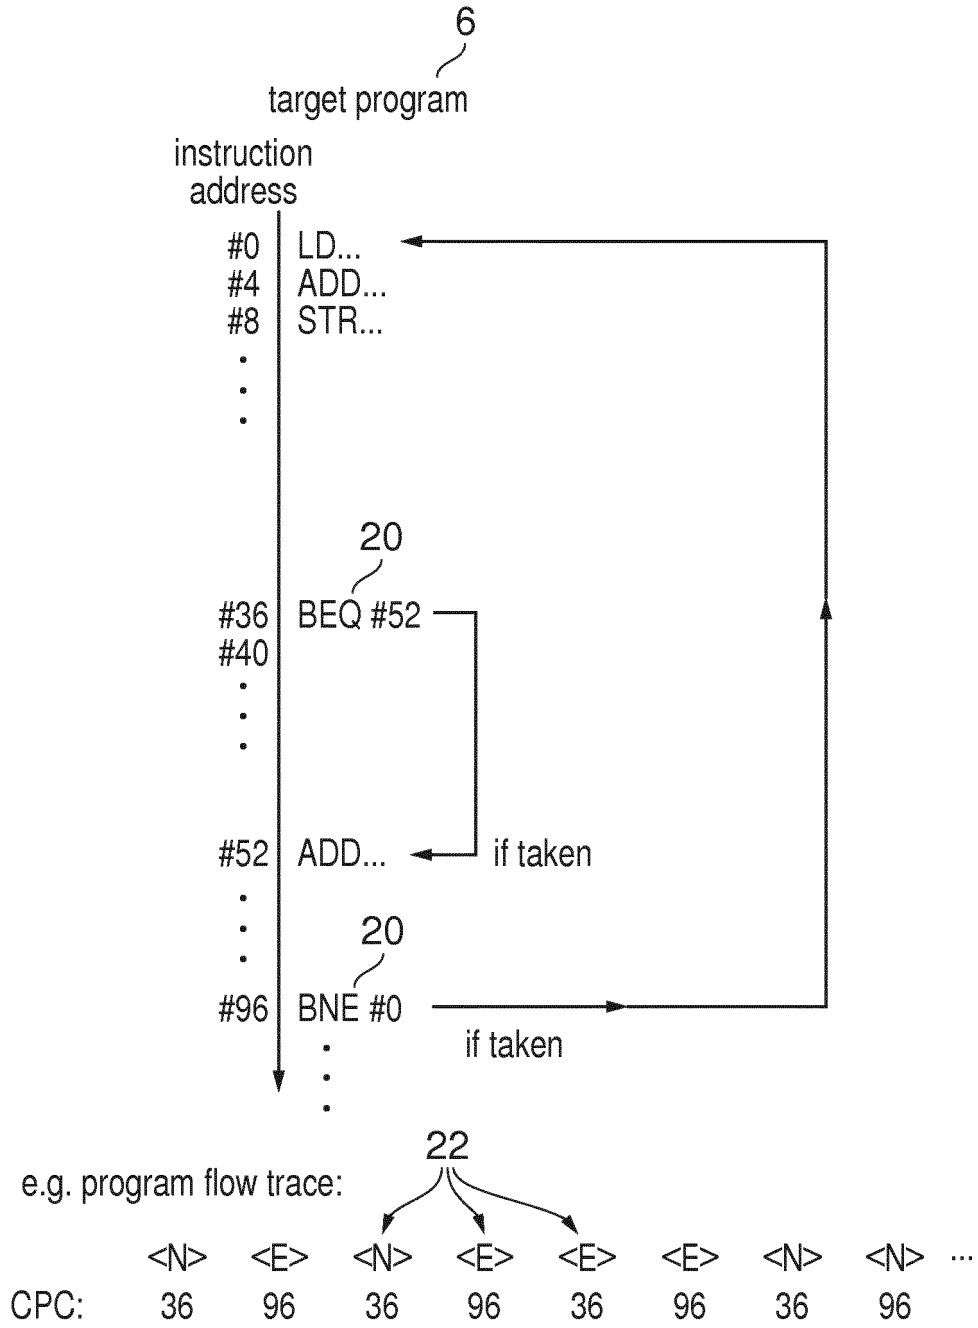 6
target program
instruction
address
#0 LD...
#4 ADD...
#8 STR...
20
#36 BEQ #52
#40
#52 ADD... if taken
20
#96 BNE #0
if taken
22
e.g. program flow trace:
<N> <E> <N> <E> <E> <E> <N> <N> ...
CPC: 36 96 36 96 36 96 36 96